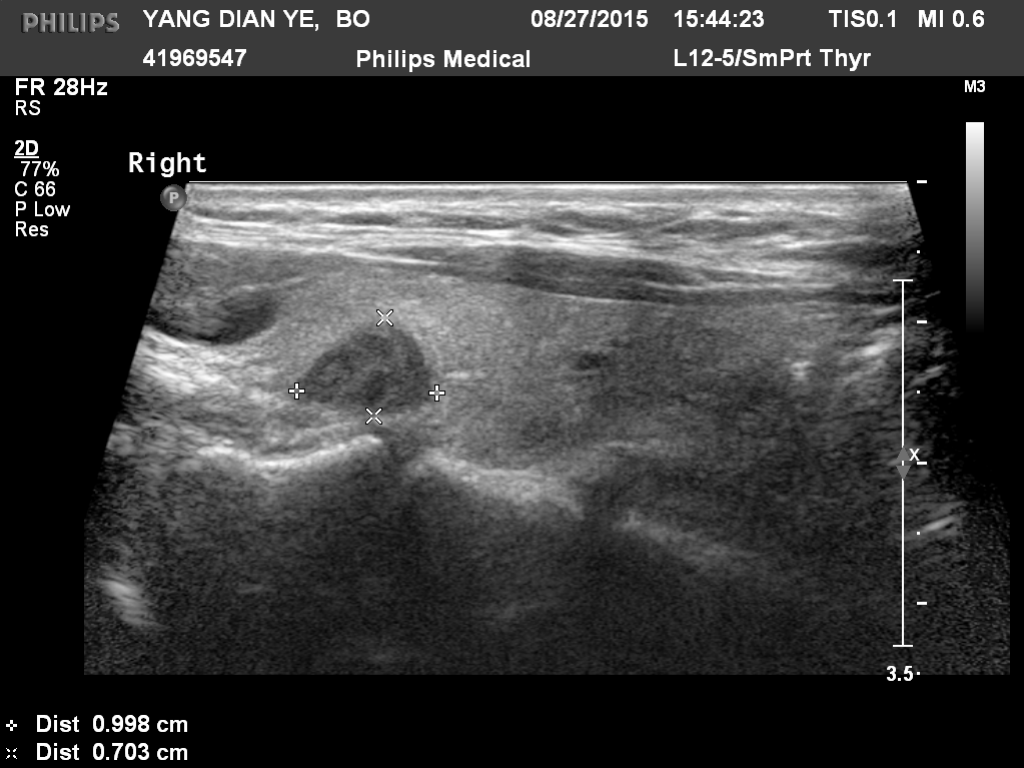 PHILIPS YANG DIAN YE, BO 08/27/2015 15:44:23 TIS0.1 MI 0.6
41969547 Philips Medical L12-5/SmPrt Thyr
FR 28Hz M3
RS
2D
77%
C 66
P Low
Res
Right
P
X
3.5
Dist 0.998 cm
Dist 0.703 cm